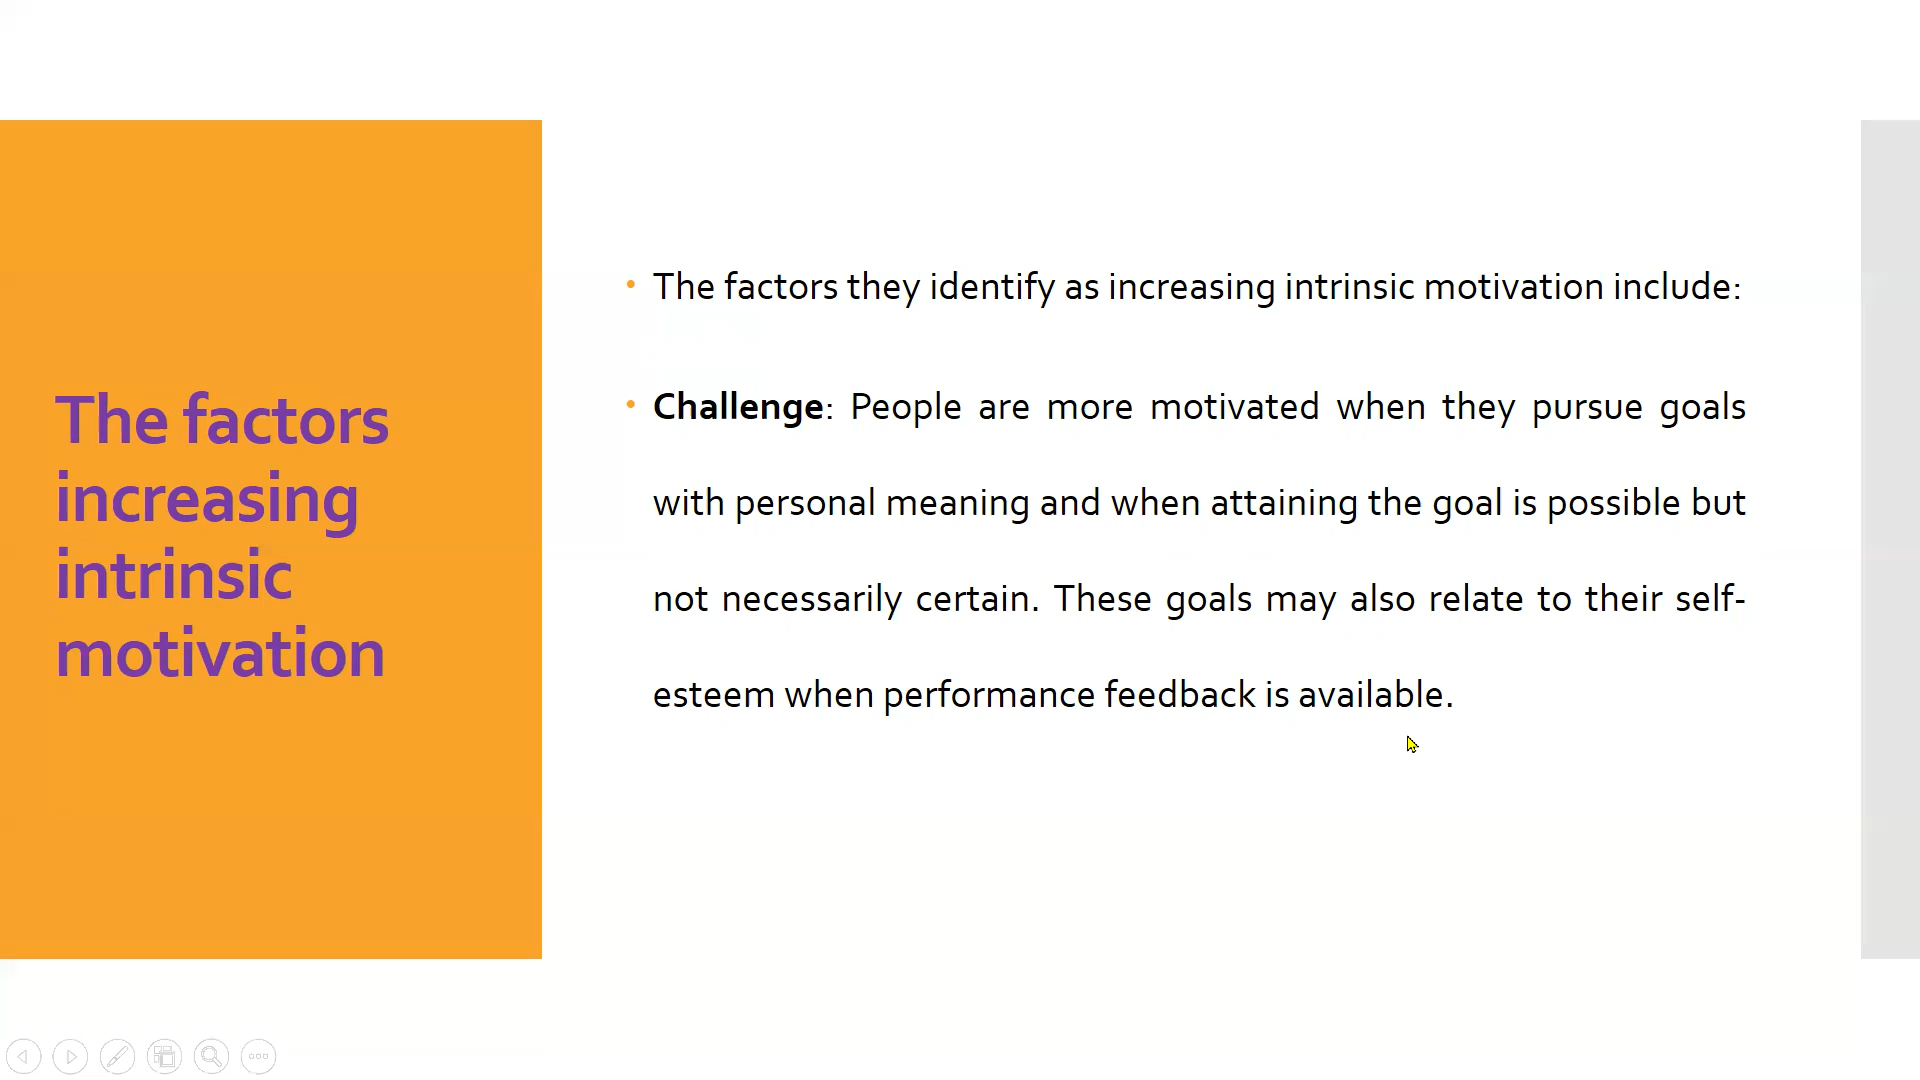 The factors
increasing
intrinsic
motivation
• The factors they identify as increasing intrinsic motivation include:
• Challenge: People are more motivated when they pursue goals
with personal meaning and when attaining the goal is possible but
not necessarily certain. These goals may also relate to their self-
esteem when performance feedback is available.